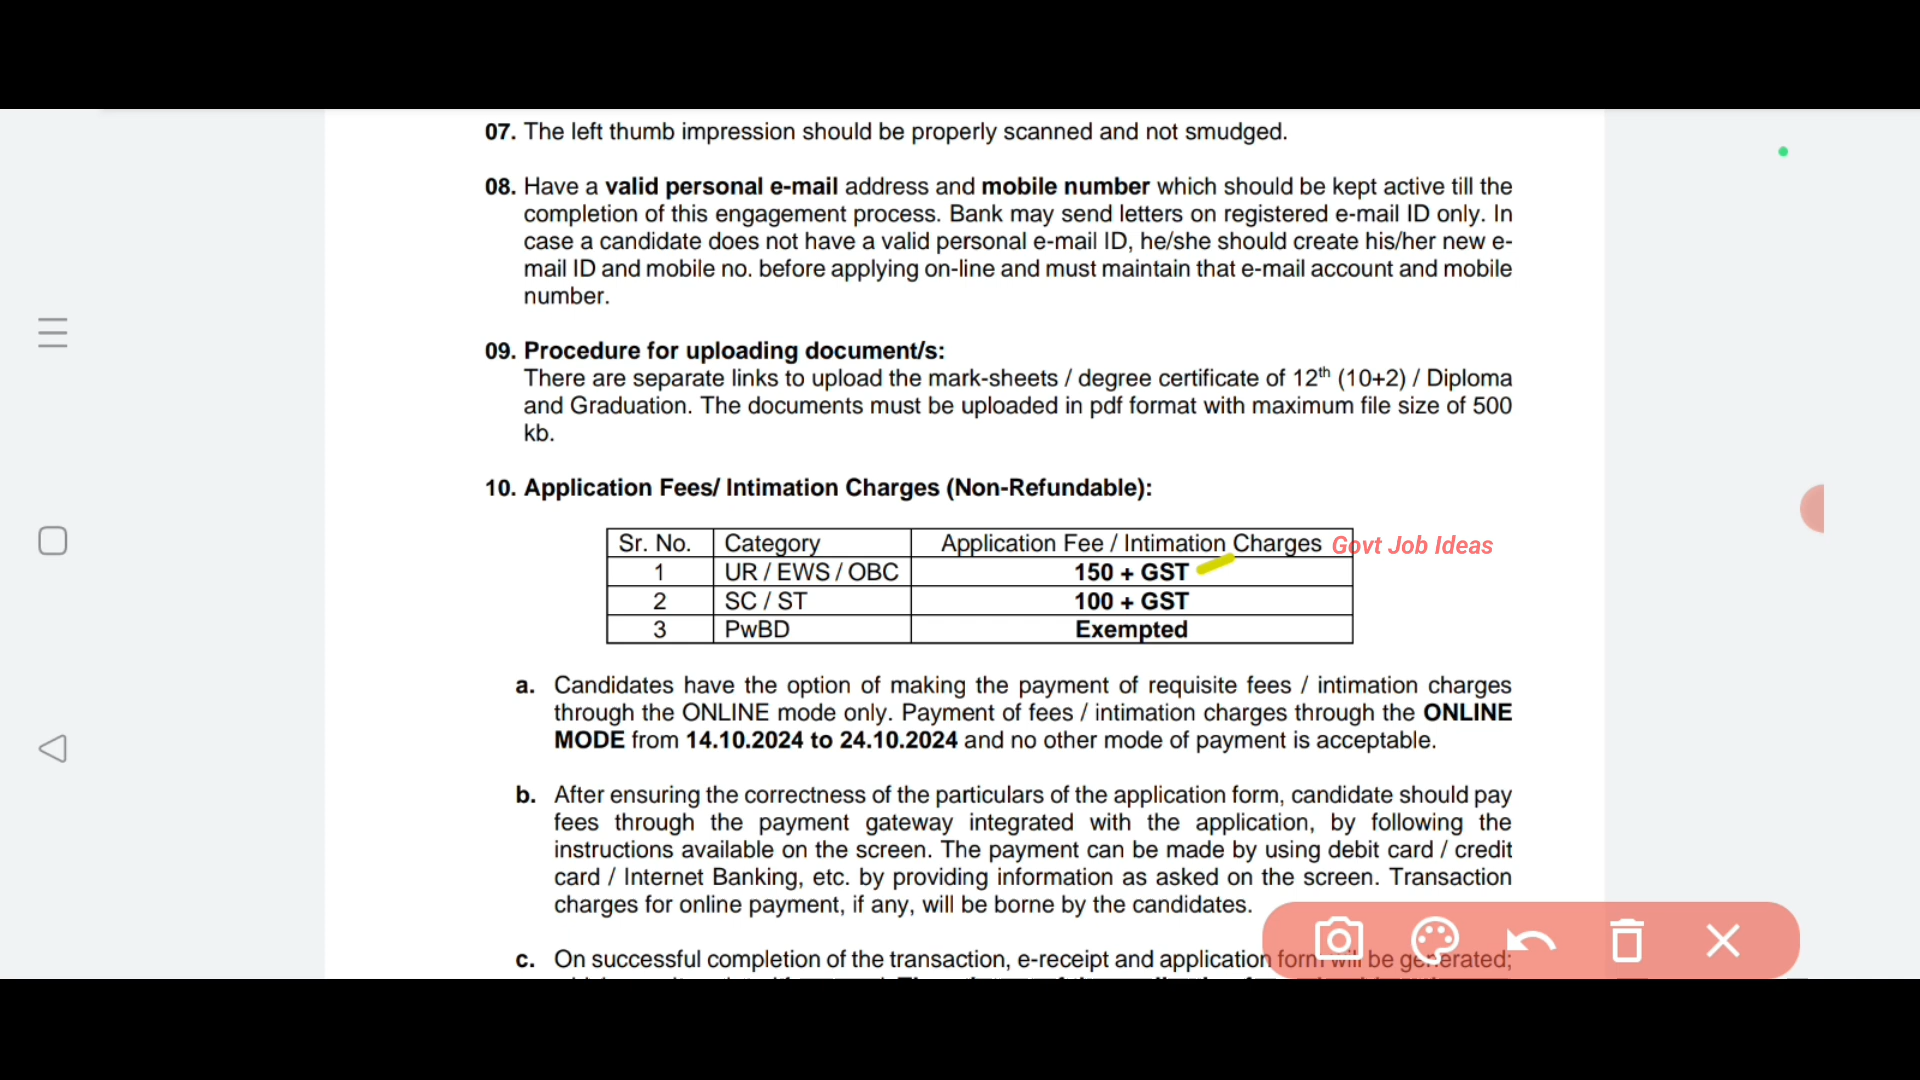 07. The left thumb impression should be properly scanned and not smudged.
08. Have a valid personal e-mail address and mobile number which should be kept active till the
completion of this engagement process. Bank may send letters on registered e-mail ID only. In
case a candidate does not have a valid personal e-mail ID, he/she should create his/her new e-
mail ID and mobile no. before applying on-line and must maintain that e-mail account and mobile
number.
09. Procedure for uploading document/s:
There are separate links to upload the mark-sheets / degree certificate of 12th (10+2) / Diploma
and Graduation. The documents must be uploaded in pdf format with maximum file size of 500
kb.
10. Application Fees/ Intimation Charges (Non-Refundable):
Sr. No. Category Application Fee / Intimation Charges Govt Job Ideas
1 UR / EWS / OBC 150 + GST
2 SC / ST 100 + GST
3 PwBD Exempted
a. Candidates have the option of making the payment of requisite fees / intimation charges
through the ONLINE mode only. Payment of fees / intimation charges through the ONLINE
MODE from 14.10.2024 to 24.10.2024 and no other mode of payment is acceptable.
b. After ensuring the correctness of the particulars of the application form, candidate should pay
fees through the payment gateway integrated with the application, by following the
instructions available on the screen. The payment can be made by using debit card / credit
card / Internet Banking, etc. by providing information as asked on the screen. Transaction
charges for online payment, if any, will be borne by the candidates.
c. On successful completion of the transaction, e-receipt and application form will be generated;